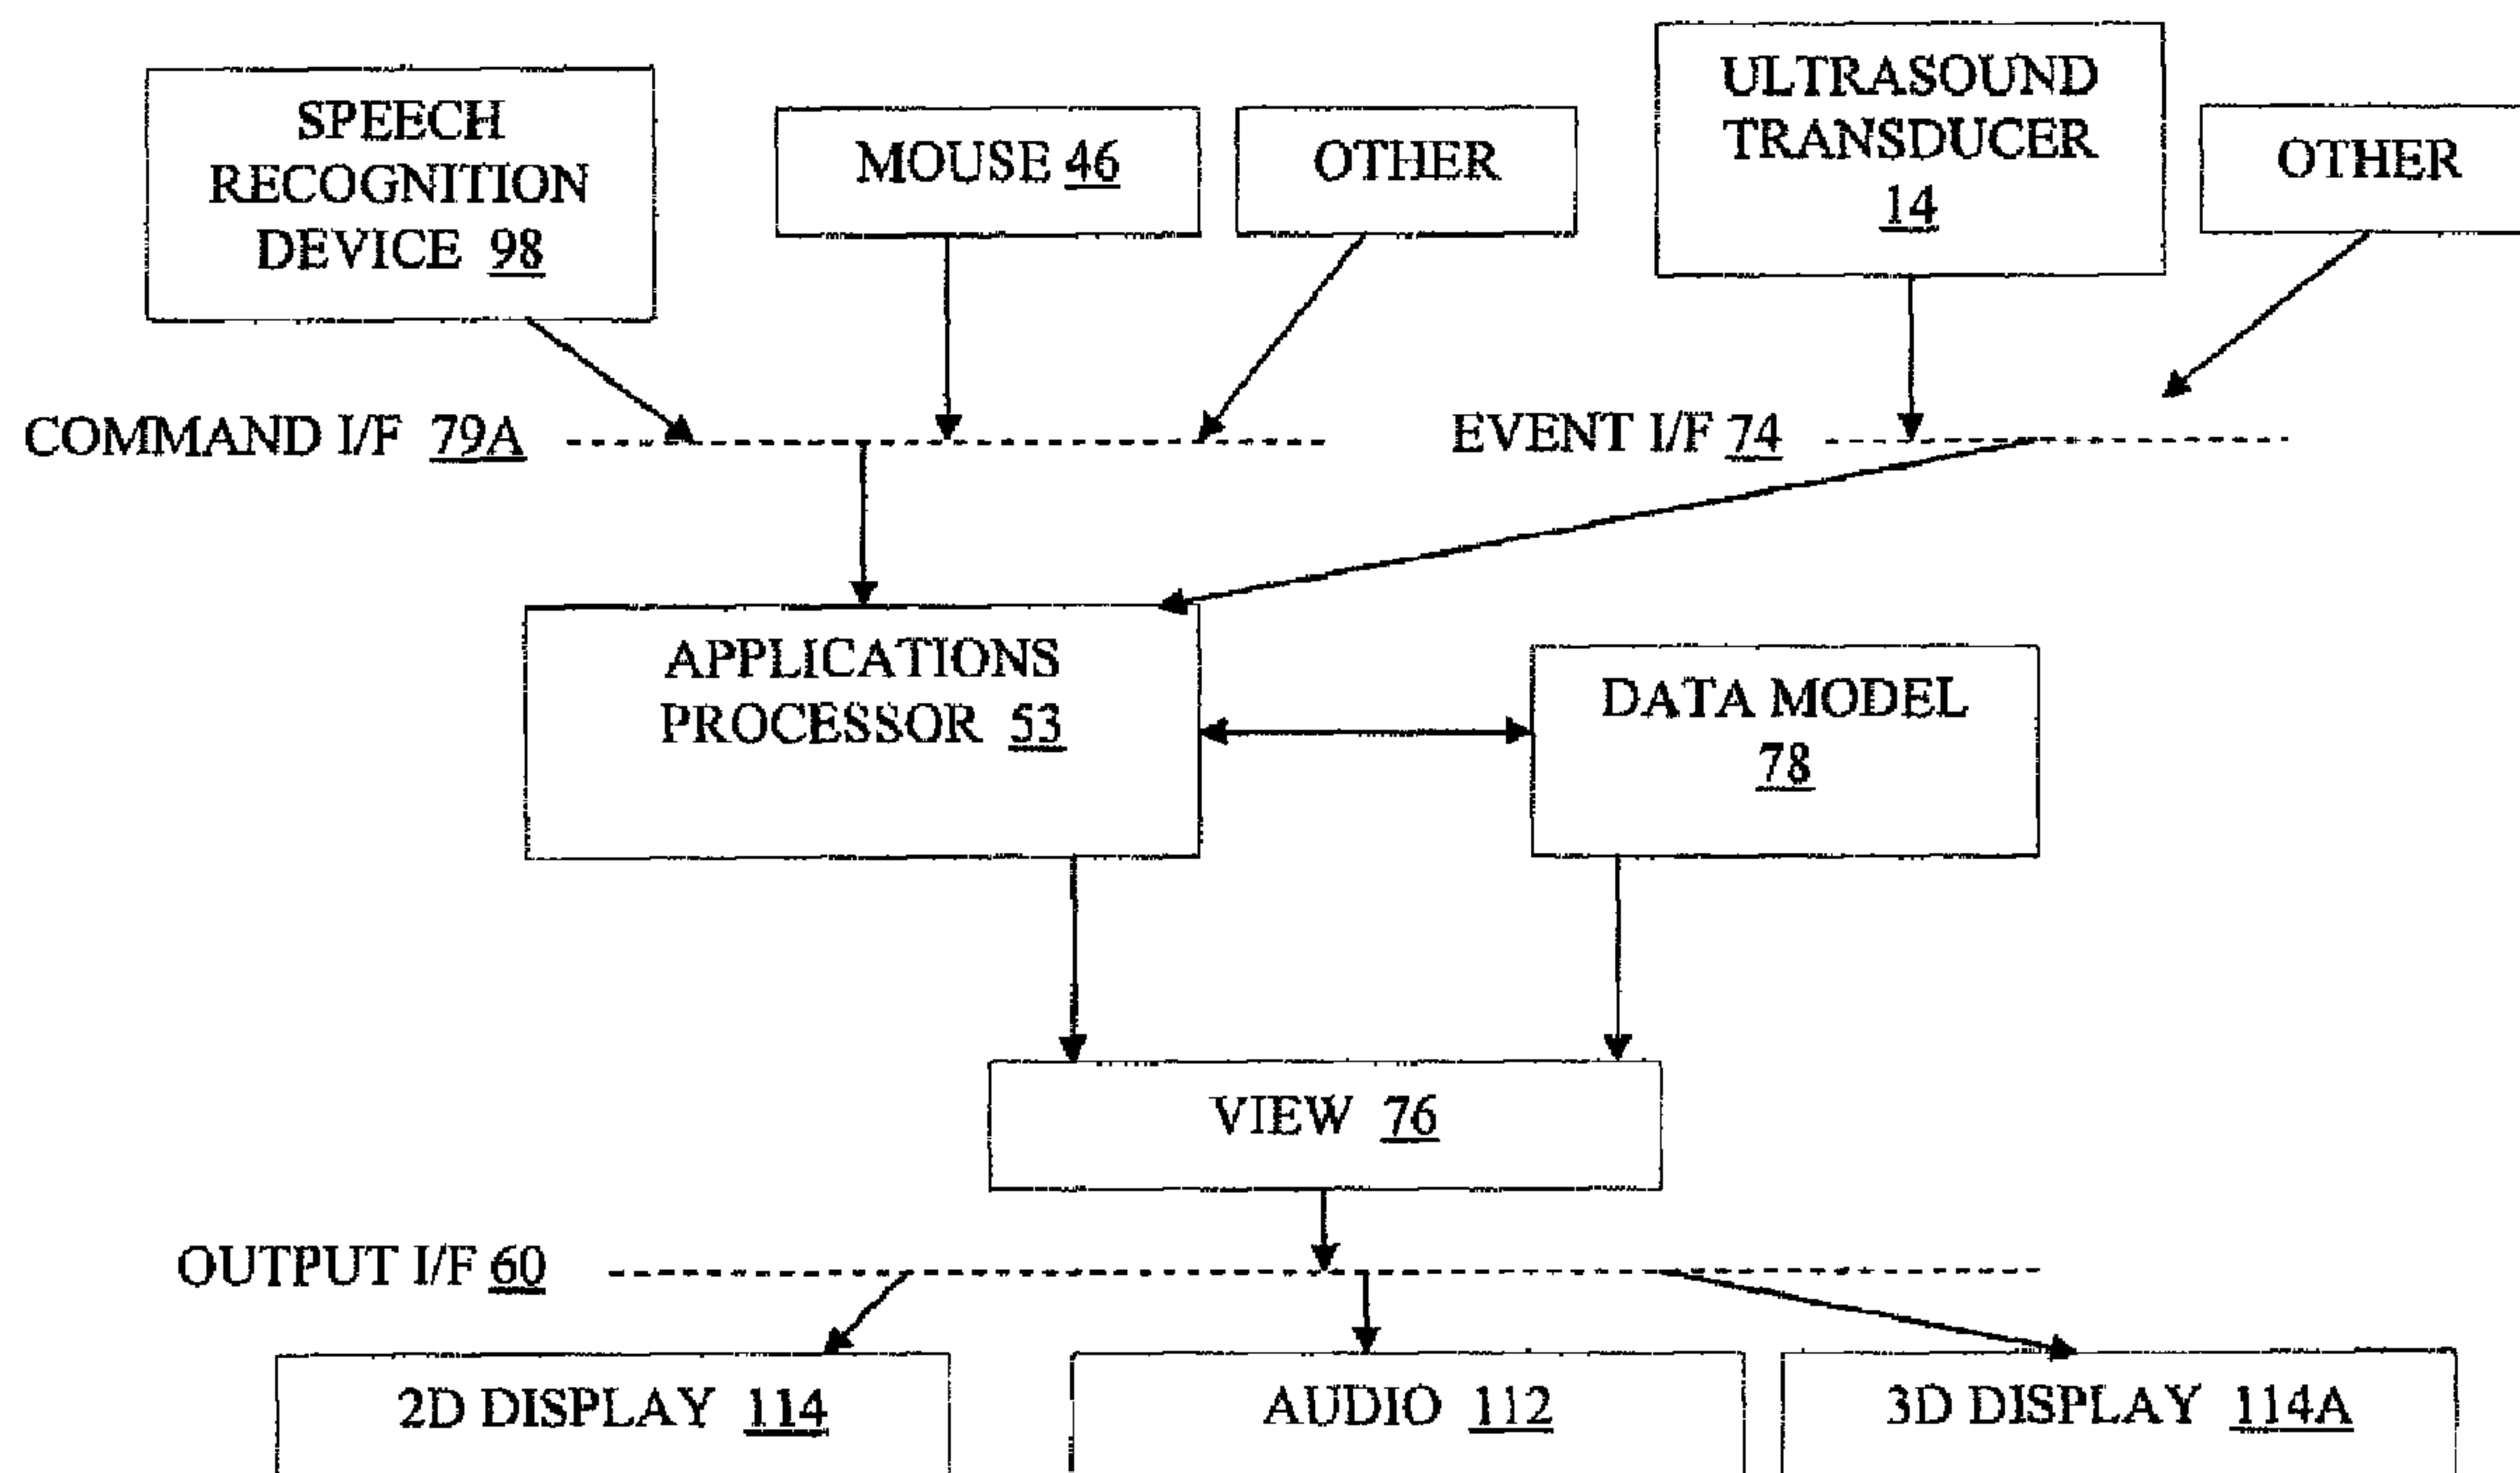 SPEECH
RECOGNITION
DEVICE 98
MOUSE 46
OTHER
ULTRASOUND
TRANSDUCER
14
OTHER
COMMAND I/F 79A
EVENT I/F 74
APPLICATIONS
PROCESSOR 53
DATA MODEL
78
VIEW 76
OUTPUT I/F 60
2D DISPLAY 114
AUDIO 112
3D DISPLAY 114A